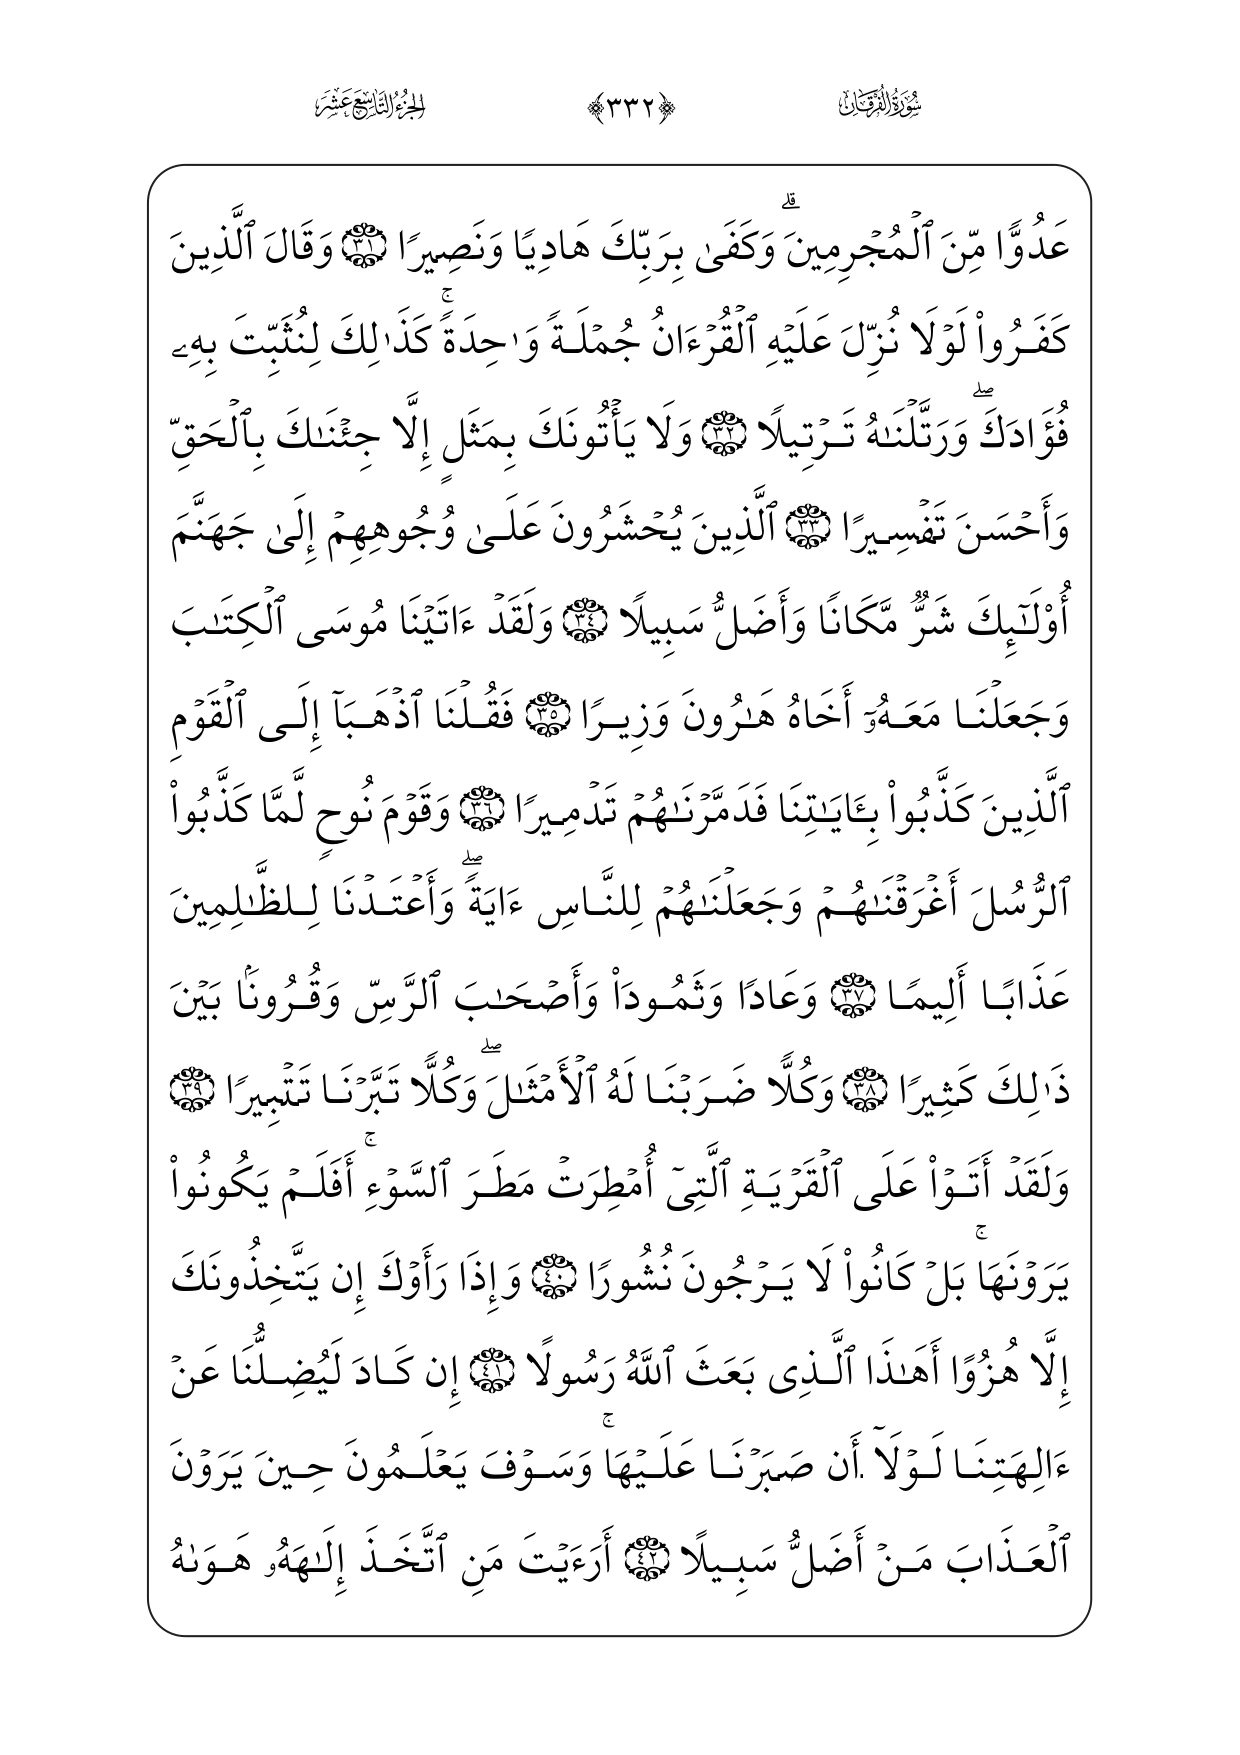 سُورَةُ الْفُرْقَانِ ﴿٣٣٢﴾ الجُزْءُ التَّاسِعَ عَشَرَ
عَدُوّٗا مِّنَ ٱلۡمُجۡرِمِينَۗ وَكَفَىٰ بِرَبِّكَ هَادِيٗا وَنَصِيرٗا ٣١ وَقَالَ ٱلَّذِينَ
كَفَرُواْ لَوۡلَا نُزِّلَ عَلَيۡهِ ٱلۡقُرۡءَانُ جُمۡلَةٗ وَٰحِدَةٗۚ كَذَٰلِكَ لِنُثَبِّتَ بِهِۦ
فُؤَادَكَۖ وَرَتَّلۡنَٰهُ تَرۡتِيلٗا ٣٢ وَلَا يَأۡتُونَكَ بِمَثَلٍ إِلَّا جِئۡنَٰكَ بِٱلۡحَقِّ
وَأَحۡسَنَ تَفۡسِيرًا ٣٣ ٱلَّذِينَ يُحۡشَرُونَ عَلَىٰ وُجُوهِهِمۡ إِلَىٰ جَهَنَّمَ
أُوْلَٰٓئِكَ شَرّٞ مَّكَانٗا وَأَضَلُّ سَبِيلٗا ٣٤ وَلَقَدۡ ءَاتَيۡنَا مُوسَى ٱلۡكِتَٰبَ
وَجَعَلۡنَا مَعَهُۥٓ أَخَاهُ هَٰرُونَ وَزِيرٗا ٣٥ فَقُلۡنَا ٱذۡهَبَآ إِلَى ٱلۡقَوۡمِ
ٱلَّذِينَ كَذَّبُواْ بِـَٔايَٰتِنَا فَدَمَّرۡنَٰهُمۡ تَدۡمِيرٗا ٣٦ وَقَوۡمَ نُوحٖ لَّمَّا كَذَّبُواْ
ٱلرُّسُلَ أَغۡرَقۡنَٰهُمۡ وَجَعَلۡنَٰهُمۡ لِلنَّاسِ ءَايَةٗۖ وَأَعۡتَدۡنَا لِلظَّٰلِمِينَ
عَذَابًا أَلِيمٗا ٣٧ وَعَادٗا وَثَمُودَاْ وَأَصۡحَٰبَ ٱلرَّسِّ وَقُرُونَۢا بَيۡنَ
ذَٰلِكَ كَثِيرٗا ٣٨ وَكُلّٗا ضَرَبۡنَا لَهُ ٱلۡأَمۡثَٰلَۖ وَكُلّٗا تَبَّرۡنَا تَتۡبِيرٗا ٣٩
وَلَقَدۡ أَتَوۡاْ عَلَى ٱلۡقَرۡيَةِ ٱلَّتِيٓ أُمۡطِرَتۡ مَطَرَ ٱلسَّوۡءِۚ أَفَلَمۡ يَكُونُواْ
يَرَوۡنَهَاۚ بَلۡ كَانُواْ لَا يَرۡجُونَ نُشُورٗا ٤٠ وَإِذَا رَأَوۡكَ إِن يَتَّخِذُونَكَ
إِلَّا هُزُوًا أَهَٰذَا ٱلَّذِي بَعَثَ ٱللَّهُ رَسُولًا ٤١ إِن كَادَ لَيُضِلُّنَا عَنۡ
ءَالِهَتِنَا لَوۡلَآ أَن صَبَرۡنَا عَلَيۡهَاۚ وَسَوۡفَ يَعۡلَمُونَ حِينَ يَرَوۡنَ
ٱلۡعَذَابَ مَنۡ أَضَلُّ سَبِيلًا ٤٢ أَرَءَيۡتَ مَنِ ٱتَّخَذَ إِلَٰهَهُۥ هَوَىٰهُ